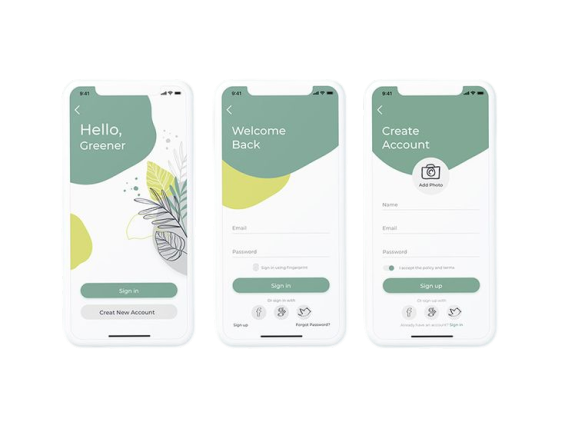 9:41
Hello,
Greener
Sign in
Creat New Account
9:41
Welcome
Back
Email
Password
Sign in using fingerprint
Sign in
Or sign in with
Sign up
Forgot Password?
9:41
Create
Account
Add Photo
Name
Email
Password
policy and terms
Sign up
Or sign up with
Already have an account? Sign in